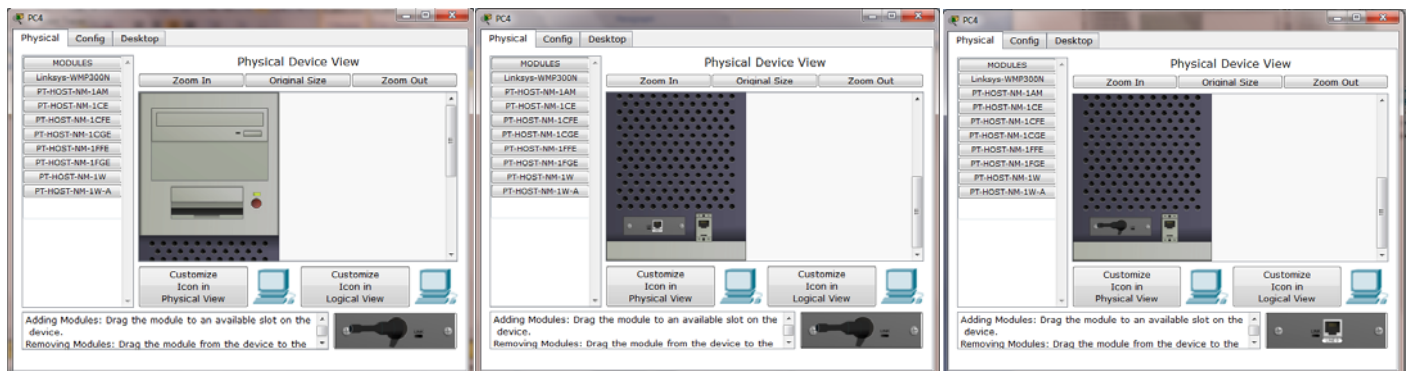 PC4
Physical Config Desktop
MODULES
Linksys-WMP300N
PT-HOST-NM-1AM
PT-HOST-NM-1CE
PT-HOST-NM-1CFE
PT-HOST-NM-1CGE
PT-HOST-NM-1FFE
PT-HOST-NM-1FGE
PT-HOST-NM-1W
PT-HOST-NM-1W-A
Physical Device View
Zoom In Original Size Zoom Out
Customize
Icon in
Physical View
Customize
Icon in
Logical View
Adding Modules: Drag the module to an available slot on the
device.
Removing Modules: Drag the module from the device to the
PC4
Physical Config Desktop
MODULES
Linksys-WMP300N
PT-HOST-NM-1AM
PT-HOST-NM-1CE
PT-HOST-NM-1CFE
PT-HOST-NM-1CGE
PT-HOST-NM-1FFE
PT-HOST-NM-1FGE
PT-HOST-NM-1W
PT-HOST-NM-1W-A
Physical Device View
Zoom In Original Size Zoom Out
Customize
Icon in
Physical View
Customize
Icon in
Logical View
Adding Modules: Drag the module to an available slot on the
device.
Removing Modules: Drag the module from the device to the
PC4
Physical Config Desktop
MODULES
Linksys-WMP300N
PT-HOST-NM-1AM
PT-HOST-NM-1CE
PT-HOST-NM-1CFE
PT-HOST-NM-1CGE
PT-HOST-NM-1FFE
PT-HOST-NM-1FGE
PT-HOST-NM-1W
PT-HOST-NM-1W-A
Physical Device View
Zoom In Original Size Zoom Out
Customize
Icon in
Physical View
Customize
Icon in
Logical View
Adding Modules: Drag the module to an available slot on the
device.
Removing Modules: Drag the module from the device to the